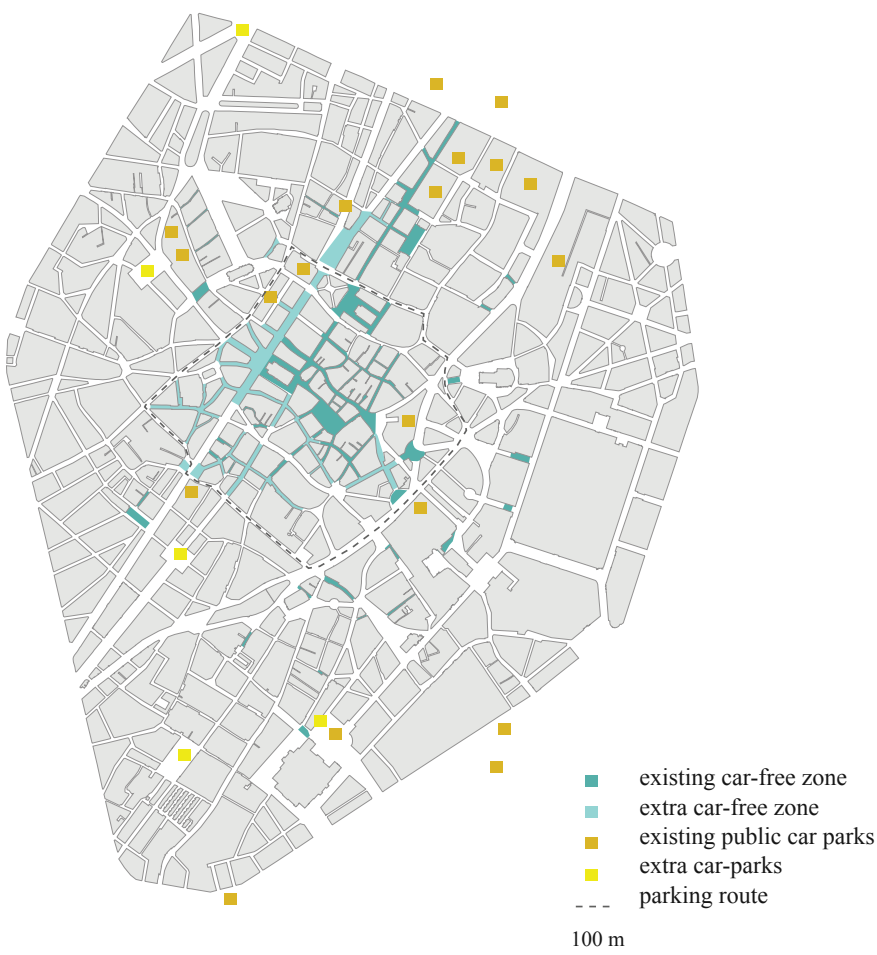 existing car-free zone
extra car-free zone
existing public car parks
extra car-parks
parking route
100 m